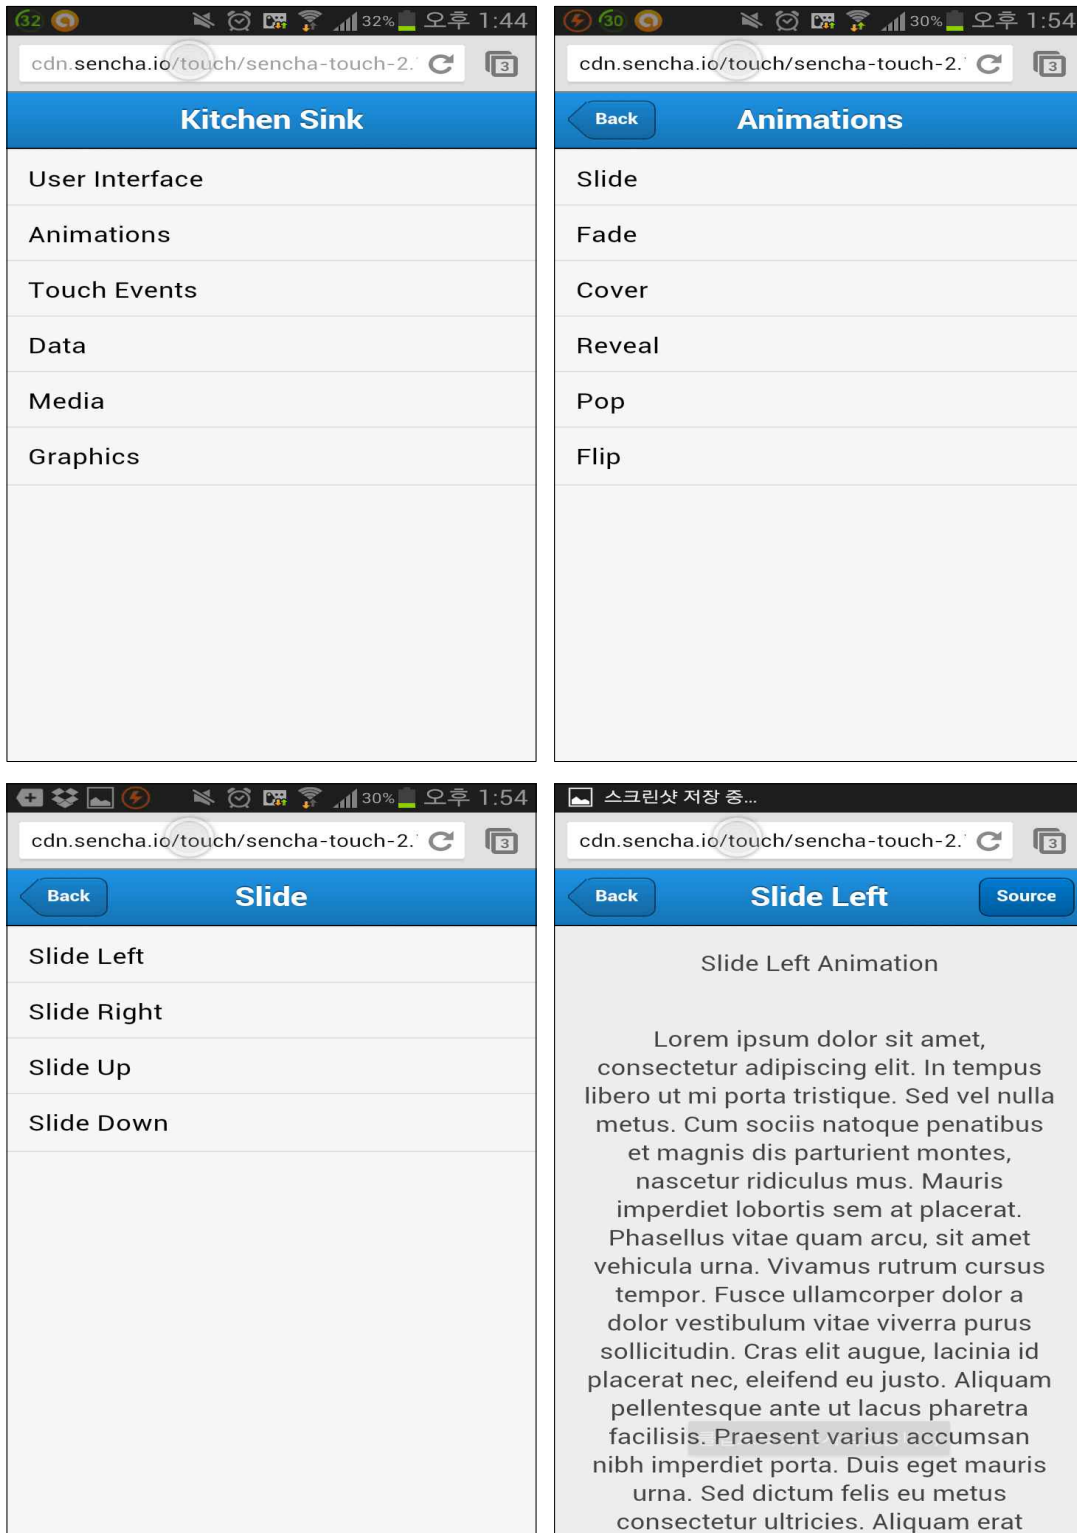 32
32% 오후 1:44
cdn.sencha.io/touch/sencha-touch-2.
3
Kitchen Sink
User Interface
Animations
Touch Events
Data
Media
Graphics
30
30% 오후 1:54
cdn.sencha.io/touch/sencha-touch-2.
3
Back
Animations
Slide
Fade
Cover
Reveal
Pop
Flip
30% 오후 1:54
cdn.sencha.io/touch/sencha-touch-2.
3
Back
Slide
Slide Left
Slide Right
Slide Up
Slide Down
스크린샷 저장 중...
cdn.sencha.io/touch/sencha-touch-2.
3
Back
Slide Left
Source
Slide Left Animation
Lorem ipsum dolor sit amet,
consectetur adipiscing elit. In tempus
libero ut mi porta tristique. Sed vel nulla
metus. Cum sociis natoque penatibus
et magnis dis parturient montes,
nascetur ridiculus mus. Mauris
imperdiet lobortis sem at placerat.
Phasellus vitae quam arcu, sit amet
vehicula urna. Vivamus rutrum cursus
tempor. Fusce ullamcorper dolor a
dolor vestibulum vitae viverra purus
sollicitudin. Cras elit augue, lacinia id
placerat nec, eleifend eu justo. Aliquam
pellentesque ante ut lacus pharetra
facilisis. Praesent varius accumsan
nibh imperdiet porta. Duis eget mauris
urna. Sed dictum felis eu metus
consectetur ultricies. Aliquam erat